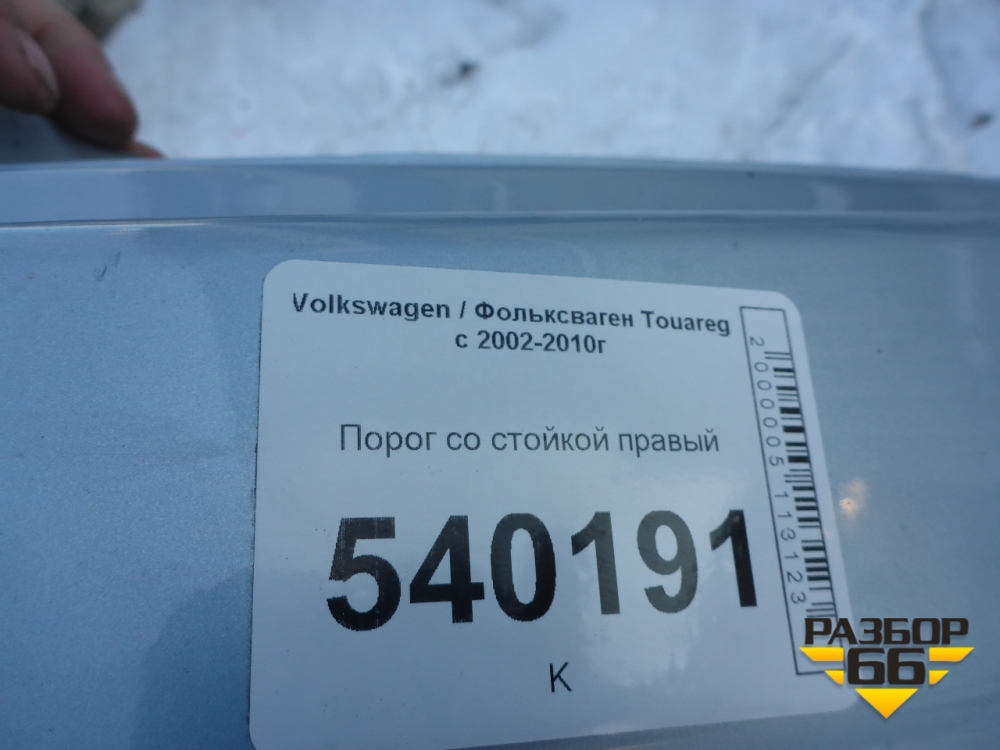 Volkswagen / Фольксваген Touareg
с 2002-2010г
Порог со стойкой правый
540191
К
2000005113123
РАЗБОР
66